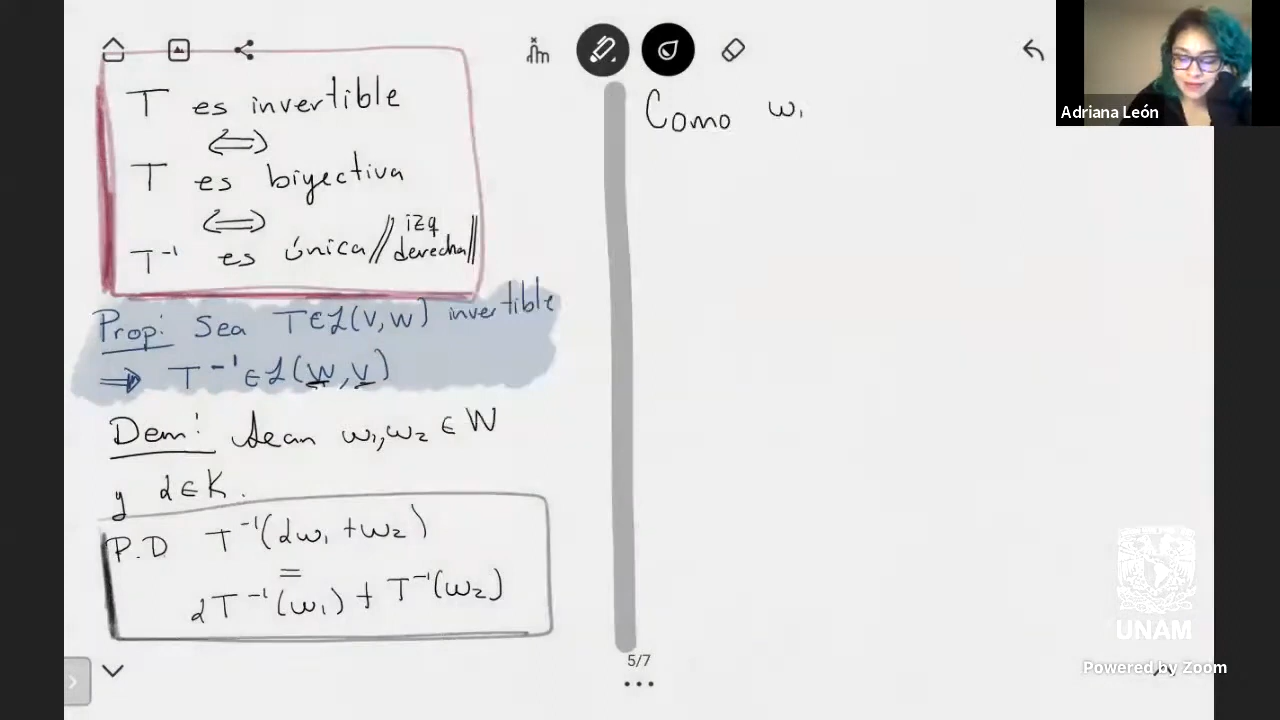 T es invertible
⟺
T es biyectiva
⟺
T⁻¹ es única // izq derecha //
Prop: Sea T∈L(V,W) invertible
⟹ T⁻¹∈L(W,V)
Dem: Sean w₁,w₂ ∈ W
y α∈K.
P.D T⁻¹(αw₁ + w₂)
=
αT⁻¹(w₁) + T⁻¹(w₂)
Como w₁
5/7
Adriana León
UNAM
Powered by Zoom